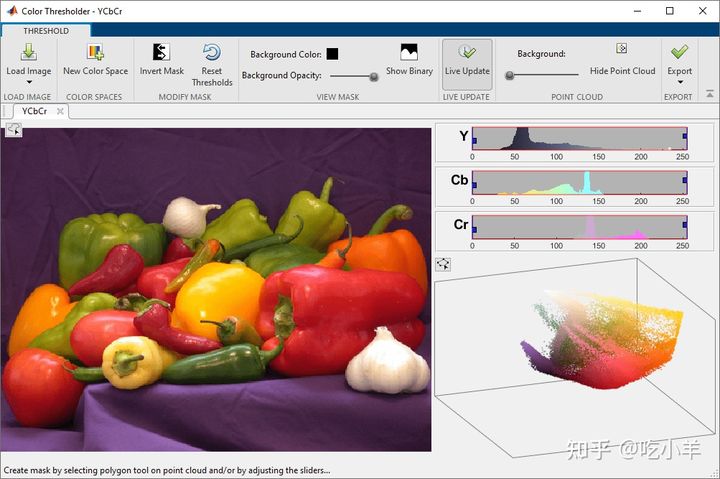 Color Thresholder - YCbCr
THRESHOLD
Load Image
New Color Space
Invert Mask
Reset
Thresholds
Background Color:
Background Opacity:
Show Binary
Live Update
Background:
Hide Point Cloud
Export
LOAD IMAGE
COLOR SPACES
MODIFY MASK
VIEW MASK
LIVE UPDATE
POINT CLOUD
EXPORT
YCbCr
Y
0 50 100 150 200 250
Cb
0 50 100 150 200 250
Cr
0 50 100 150 200 250
知乎 @吃小羊
Create mask by selecting polygon tool on point cloud and/or by adjusting the sliders...